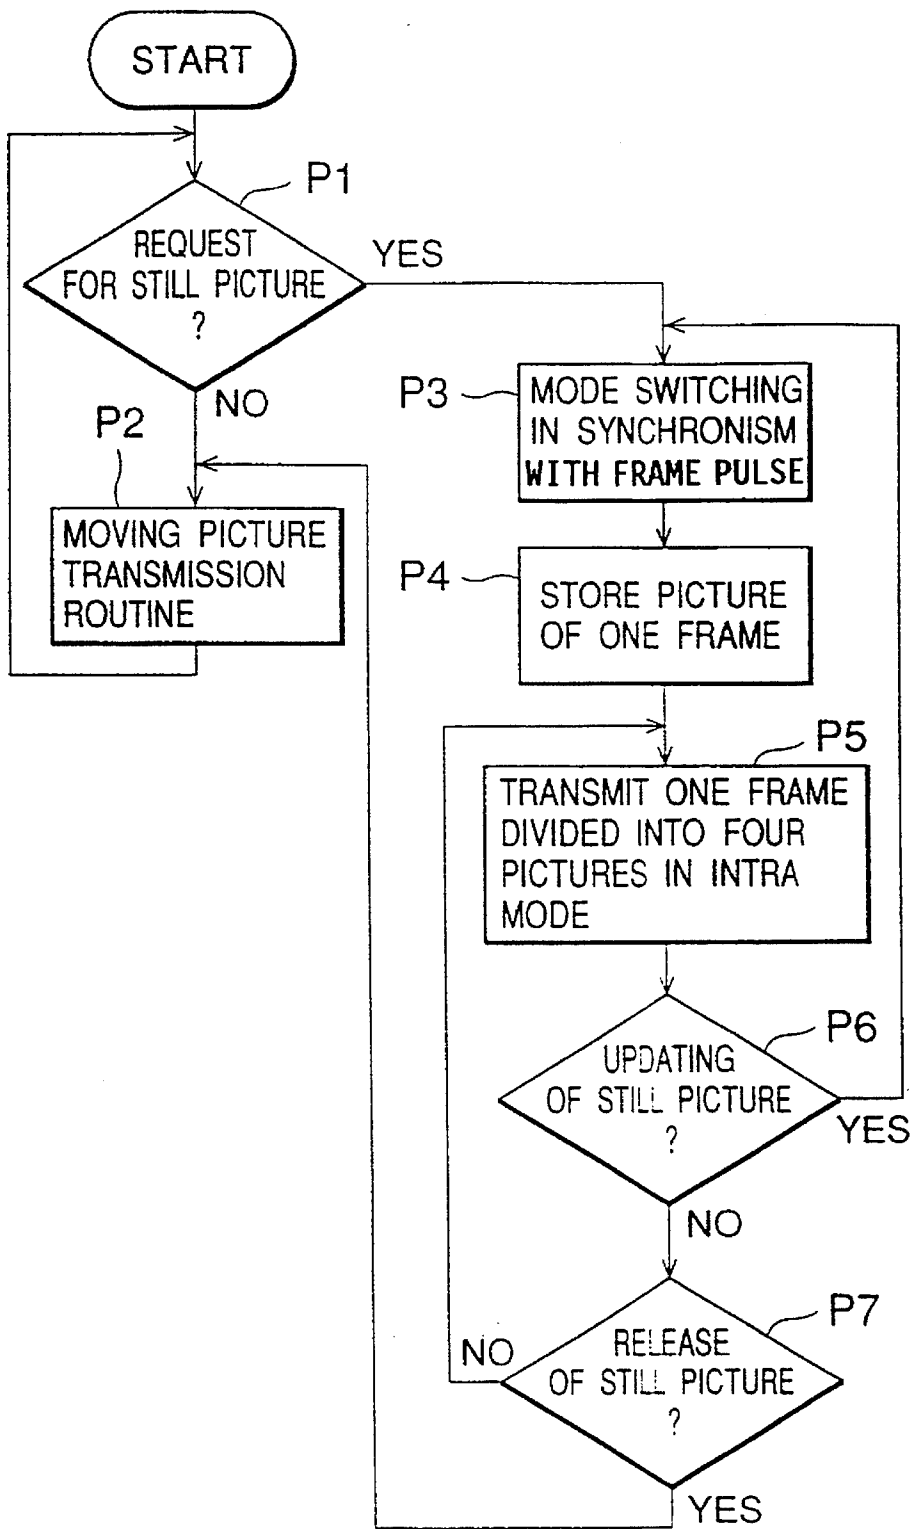 START
P1
REQUEST
FOR STILL PICTURE
?
YES
NO
P2
MOVING PICTURE
TRANSMISSION
ROUTINE
P3
MODE SWITCHING
IN SYNCHRONISM
WITH FRAME PULSE
P4
STORE PICTURE
OF ONE FRAME
P5
TRANSMIT ONE FRAME
DIVIDED INTO FOUR
PICTURES IN INTRA
MODE
P6
UPDATING
OF STILL PICTURE
?
YES
NO
P7
RELEASE
OF STILL PICTURE
?
NO
YES